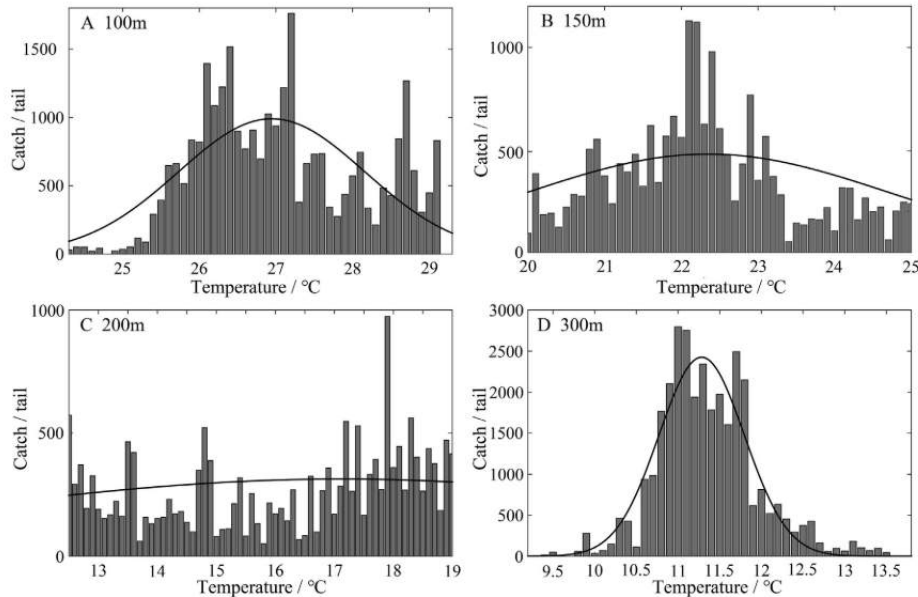 A 100m
Catch / tail
1500
1000
500
0
25 26 27 28 29
Temperature / °C
B 150m
Catch / tail
1000
500
0
20 21 22 23 24 25
Temperature / °C
C 200m
Catch / tail
1000
500
0
13 14 15 16 17 18 19
Temperature / °C
D 300m
Catch / tail
3000
2500
2000
1500
1000
500
0
9.5 10 10.5 11 11.5 12 12.5 13 13.5
Temperature / °C